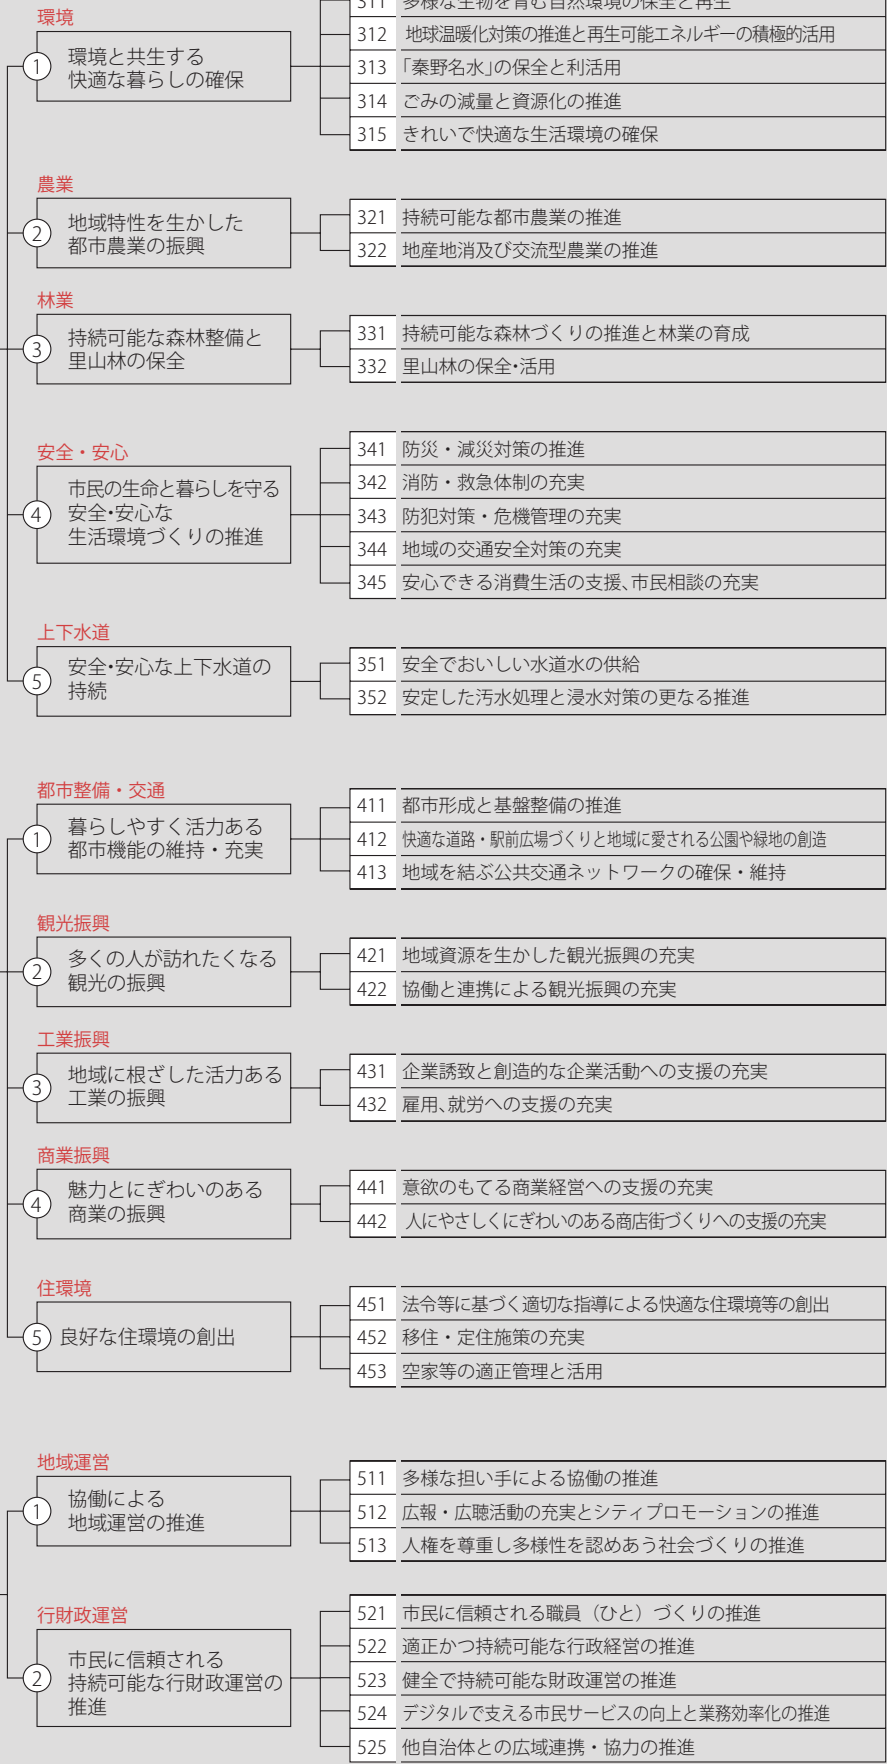 311 多様な生物を育む自然環境の保全と再生
環境
① 環境と共生する
快適な暮らしの確保
312 地球温暖化対策の推進と再生可能エネルギーの積極的活用
313 「秦野名水」の保全と利活用
314 ごみの減量と資源化の推進
315 きれいで快適な生活環境の確保
農業
② 地域特性を生かした
都市農業の振興
321 持続可能な都市農業の推進
322 地産地消及び交流型農業の推進
林業
③ 持続可能な森林整備と
里山林の保全
331 持続可能な森林づくりの推進と林業の育成
332 里山林の保全・活用
安全・安心
④ 市民の生命と暮らしを守る
安全・安心な
生活環境づくりの推進
341 防災・減災対策の推進
342 消防・救急体制の充実
343 防犯対策・危機管理の充実
344 地域の交通安全対策の充実
345 安心できる消費生活の支援、市民相談の充実
上下水道
⑤ 安全・安心な上下水道の
持続
351 安全でおいしい水道水の供給
352 安定した汚水処理と浸水対策の更なる推進
都市整備・交通
① 暮らしやすく活力ある
都市機能の維持・充実
411 都市形成と基盤整備の推進
412 快適な道路・駅前広場づくりと地域に愛される公園や緑地の創造
413 地域を結ぶ公共交通ネットワークの確保・維持
観光振興
② 多くの人が訪れたくなる
観光の振興
421 地域資源を生かした観光振興の充実
422 協働と連携による観光振興の充実
工業振興
③ 地域に根ざした活力ある
工業の振興
431 企業誘致と創造的な企業活動への支援の充実
432 雇用、就労への支援の充実
商業振興
④ 魅力とにぎわいのある
商業の振興
441 意欲のもてる商業経営への支援の充実
442 人にやさしくにぎわいのある商店街づくりへの支援の充実
住環境
⑤ 良好な住環境の創出
451 法令等に基づく適切な指導による快適な住環境等の創出
452 移住・定住施策の充実
453 空家等の適正管理と活用
地域運営
① 協働による
地域運営の推進
511 多様な担い手による協働の推進
512 広報・広聴活動の充実とシティプロモーションの推進
513 人権を尊重し多様性を認めあう社会づくりの推進
行財政運営
② 市民に信頼される
持続可能な行財政運営の
推進
521 市民に信頼される職員（ひと）づくりの推進
522 適正かつ持続可能な行政経営の推進
523 健全で持続可能な財政運営の推進
524 デジタルで支える市民サービスの向上と業務効率化の推進
525 他自治体との広域連携・協力の推進